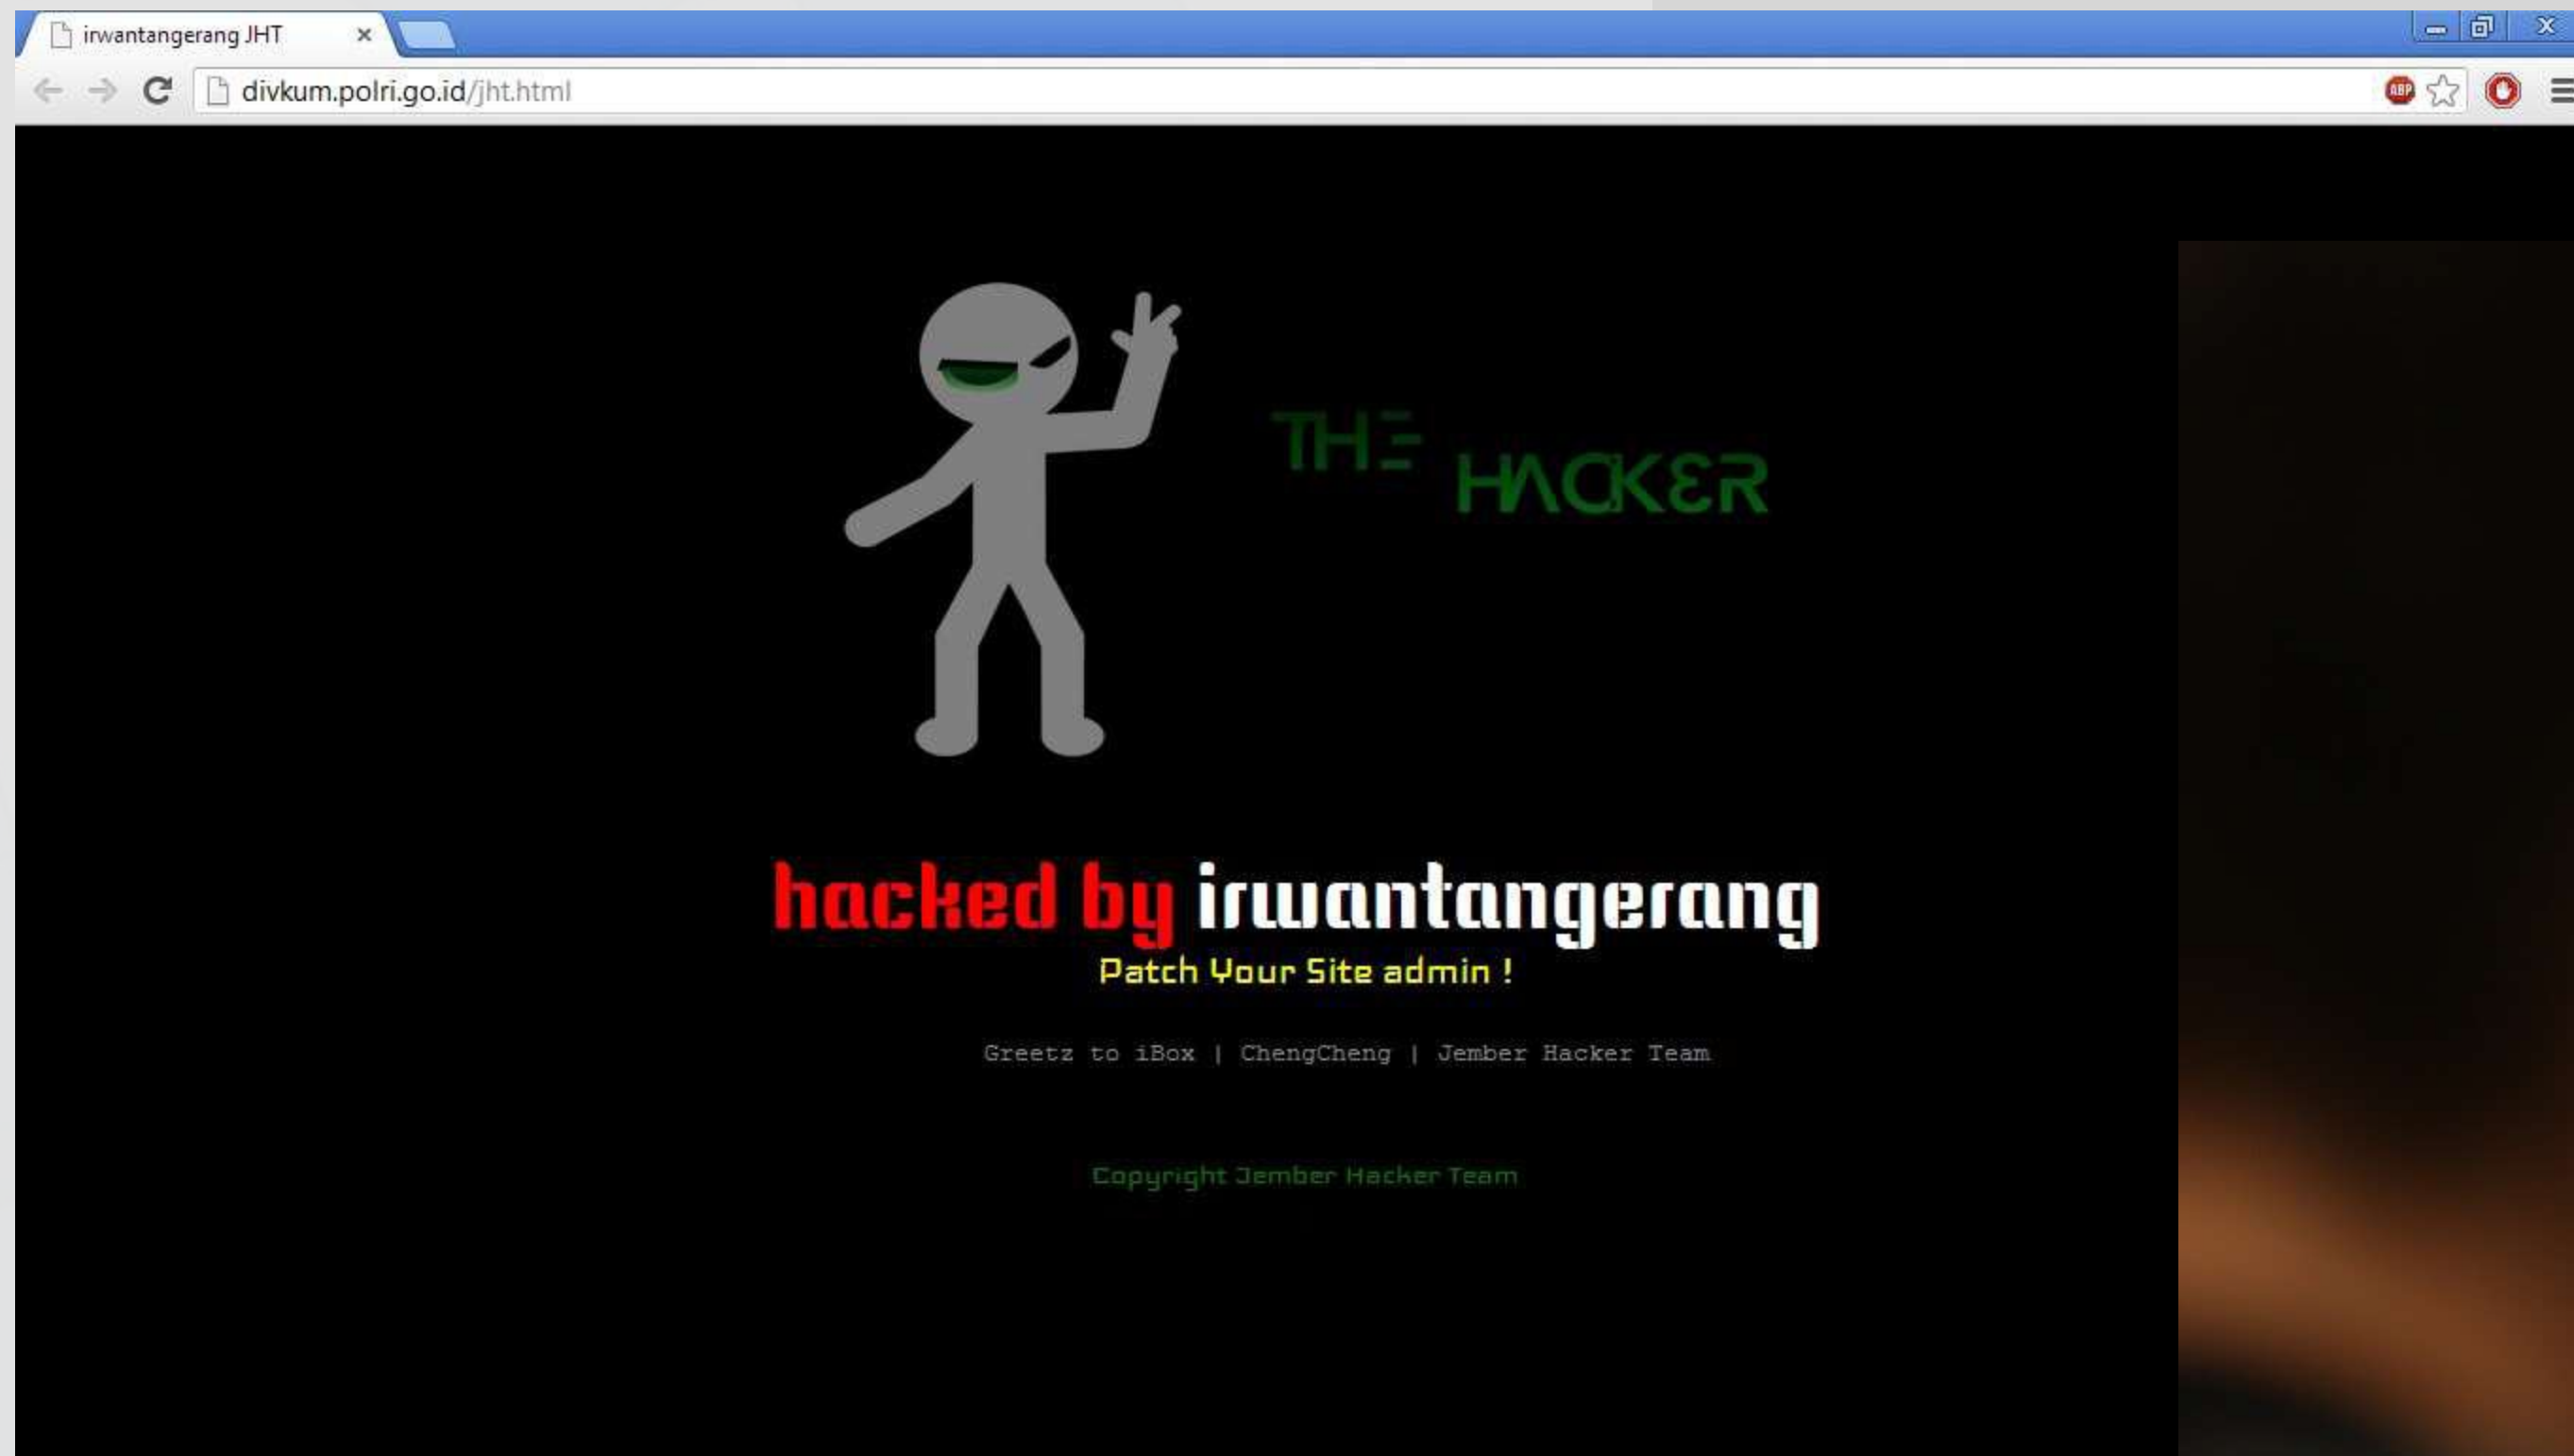 irwantangerang JHT
divkum.polri.go.id/jht.html
ABP
THE
HACKER
hacked by irwantangerang
Patch Your Site admin !
Greetz to iBox | ChengCheng | Jember Hacker Team
Copyright Jember Hacker Team